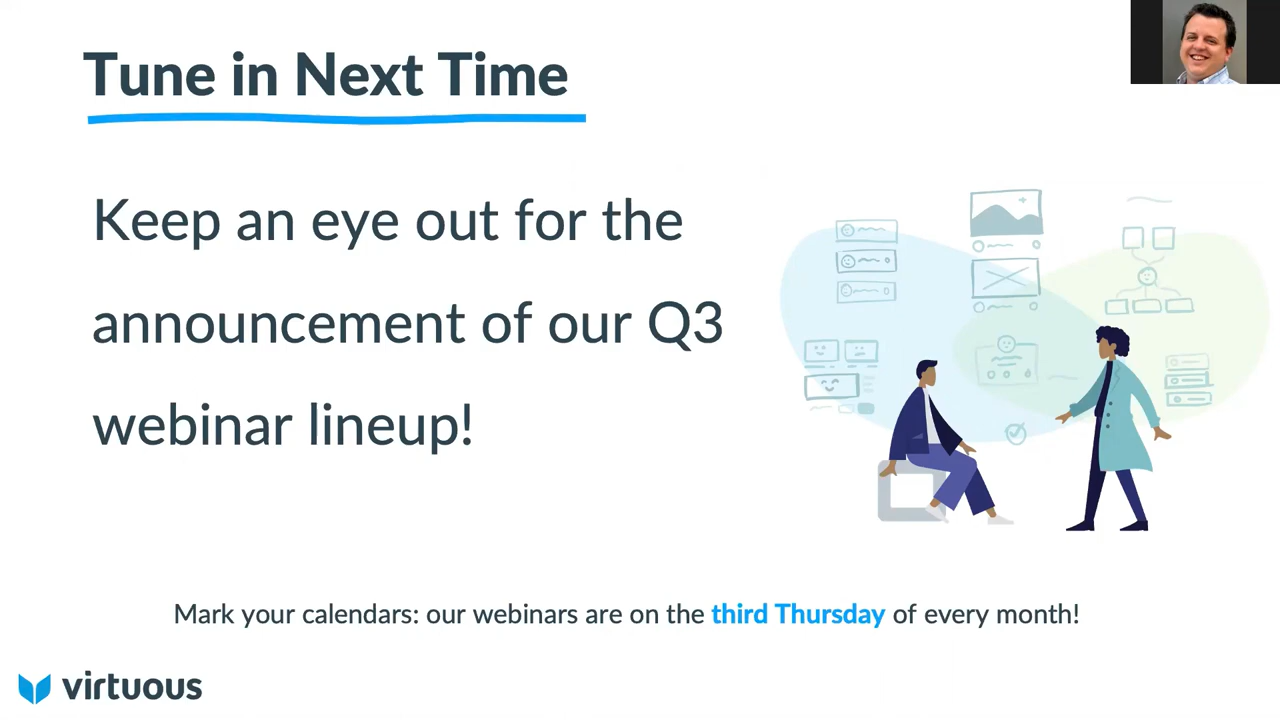 Tune in Next Time
Keep an eye out for the
announcement of our Q3
webinar lineup!
Mark your calendars: our webinars are on the third Thursday of every month!
virtuous